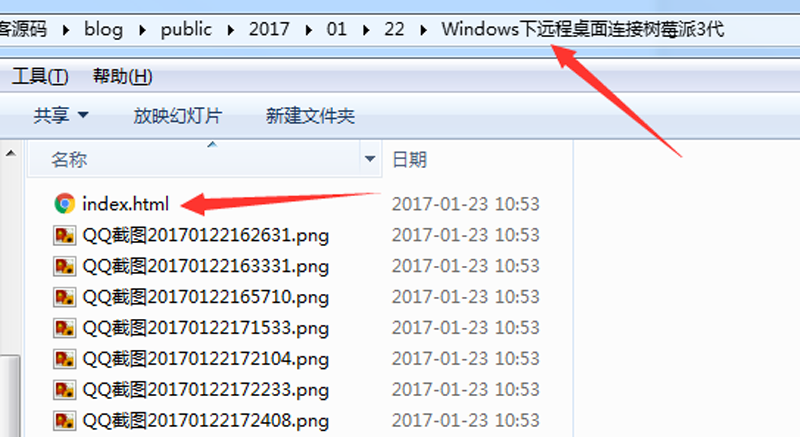 客源码 blog public 2017 01 22 Windows下远程桌面连接树莓派3代
工具(T) 帮助(H)
共享 放映幻灯片 新建文件夹
名称 日期
index.html 2017-01-23 10:53
QQ截图20170122162631.png 2017-01-23 10:53
QQ截图20170122163331.png 2017-01-23 10:53
QQ截图20170122165710.png 2017-01-23 10:53
QQ截图20170122171533.png 2017-01-23 10:53
QQ截图20170122172104.png 2017-01-23 10:53
QQ截图20170122172233.png 2017-01-23 10:53
QQ截图20170122172408.png 2017-01-23 10:53